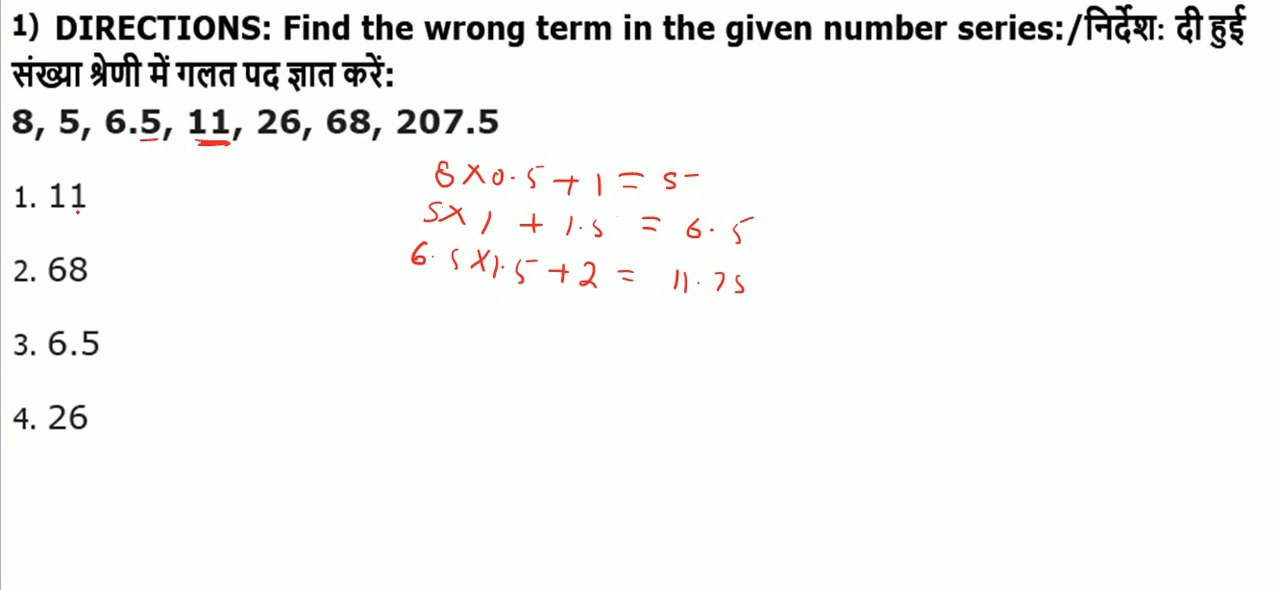 1) DIRECTIONS: Find the wrong term in the given number series:/निर्देश: दी हुई
संख्या श्रेणी में गलत पद ज्ञात करें:
8, 5, 6.5, 11, 26, 68, 207.5
8×0.5+1=5
1. 11
5×1+1.5=6.5
6.5×1.5+2=11.75
2. 68
3. 6.5
4. 26